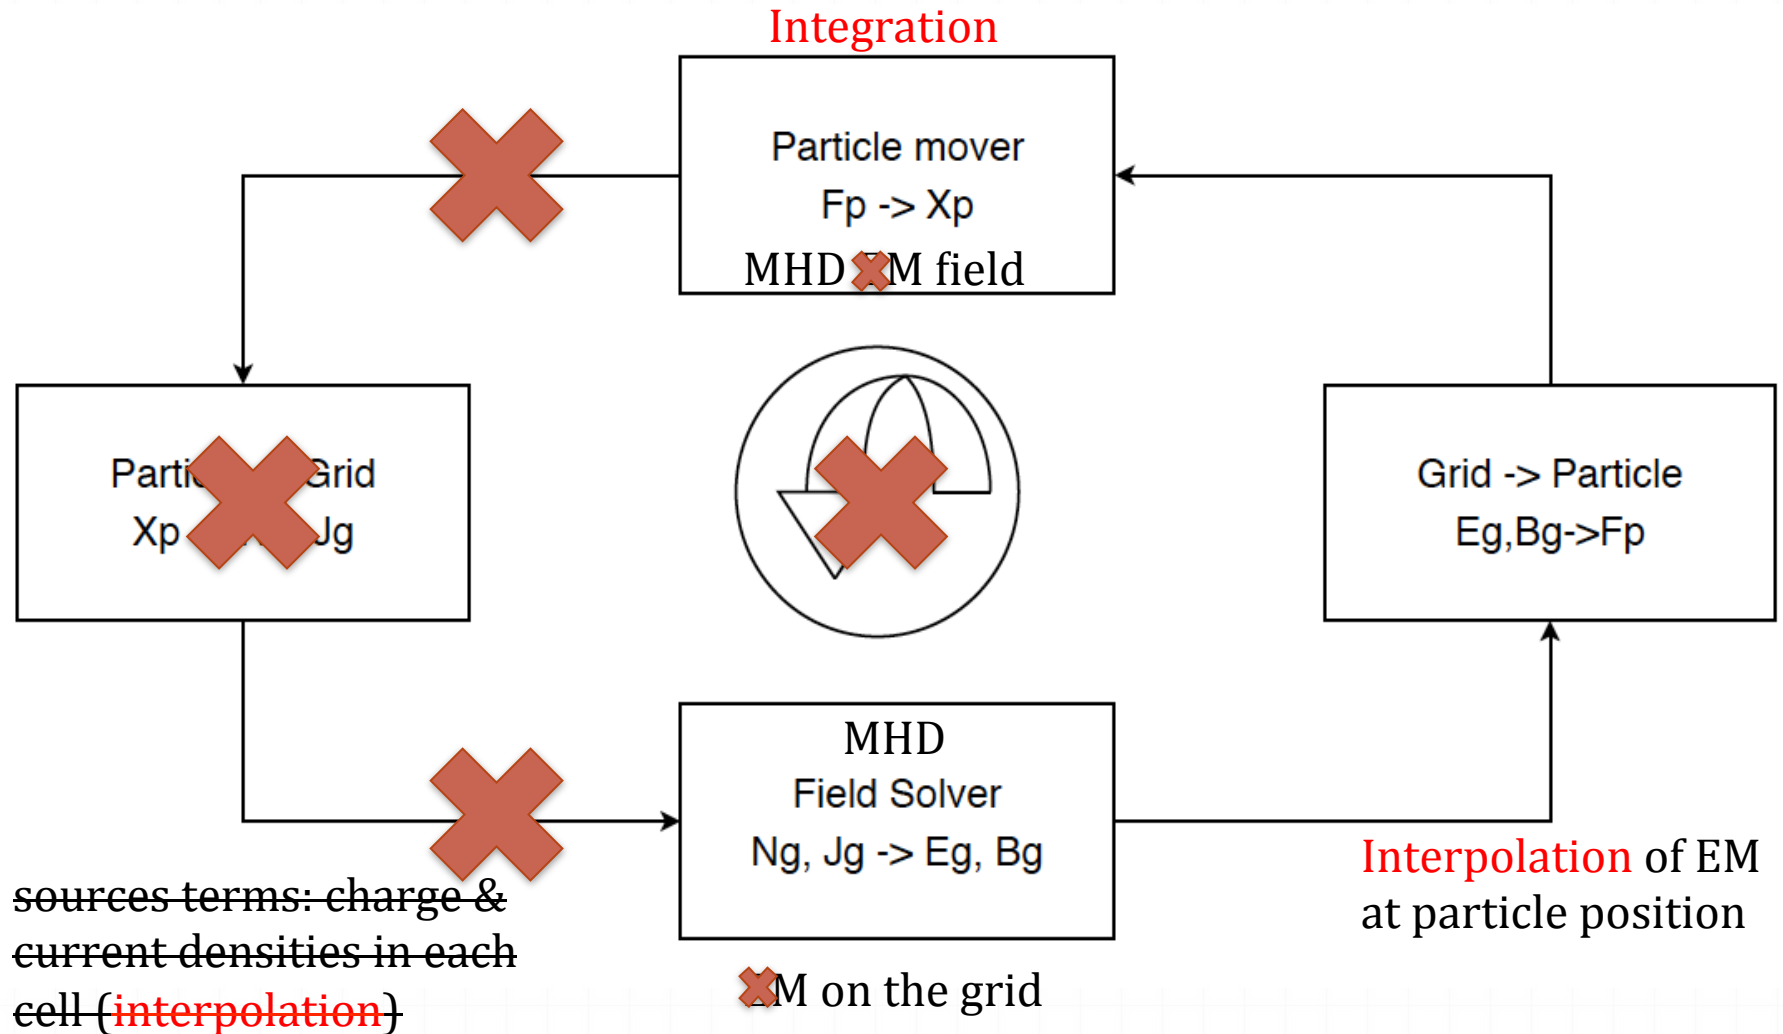 Integration
Particle mover
Fp -> Xp
MHD M field
Grid
Xp Jg
Grid -> Particle
Eg,Bg->Fp
MHD
Field Solver
Ng, Jg -> Eg, Bg
Interpolation of EM
at particle position
sources terms: charge &
current densities in each
cell (interpolation)
M on the grid